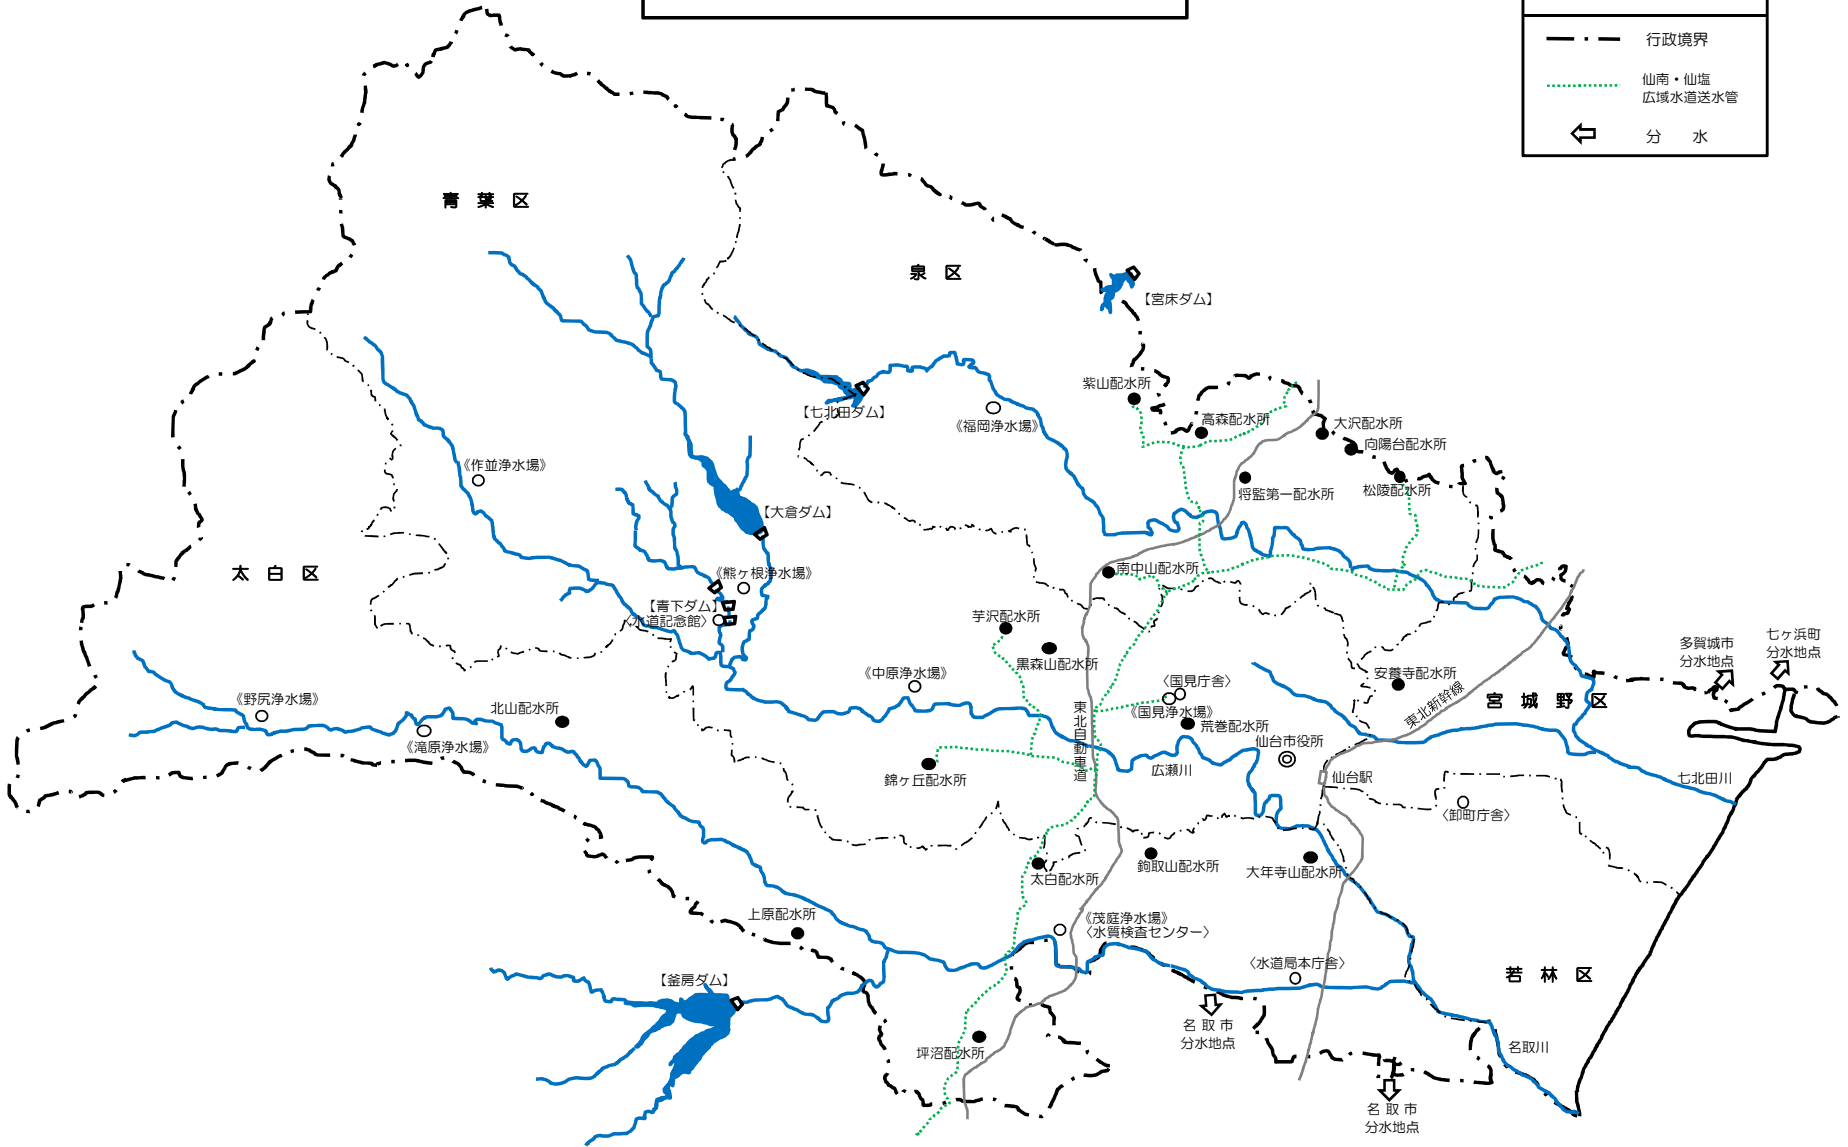 行政境界
仙南・仙塩
広域水道送水管
分 水
青 葉 区
泉 区
【宮床ダム】
紫山配水所
【七北田ダム】
《福岡浄水場》
高森配水所
大沢配水所
向陽台配水所
《作並浄水場》
将監第一配水所
松陵配水所
【大倉ダム】
太 白 区
《熊ヶ根浄水場》
南中山配水所
【青下ダム】
〈水道記念館〉
芋沢配水所
黒森山配水所
多賀城市
分水地点
七ヶ浜町
分水地点
《中原浄水場》
〈国見庁舎〉
安養寺配水所
《野尻浄水場》
北山配水所
《国見浄水場》
東北新幹線
宮 城 野 区
荒巻配水所
東北自動車道
《滝原浄水場》
仙台市役所
広瀬川
錦ヶ丘配水所
仙台駅
七北田川
〈卸町庁舎〉
太白配水所
鉤取山配水所
大年寺山配水所
上原配水所
《茂庭浄水場》
〈水質検査センター〉
〈水道局本庁舎〉
若 林 区
【釜房ダム】
名 取 市
分水地点
坪沼配水所
名取川
名 取 市
分水地点